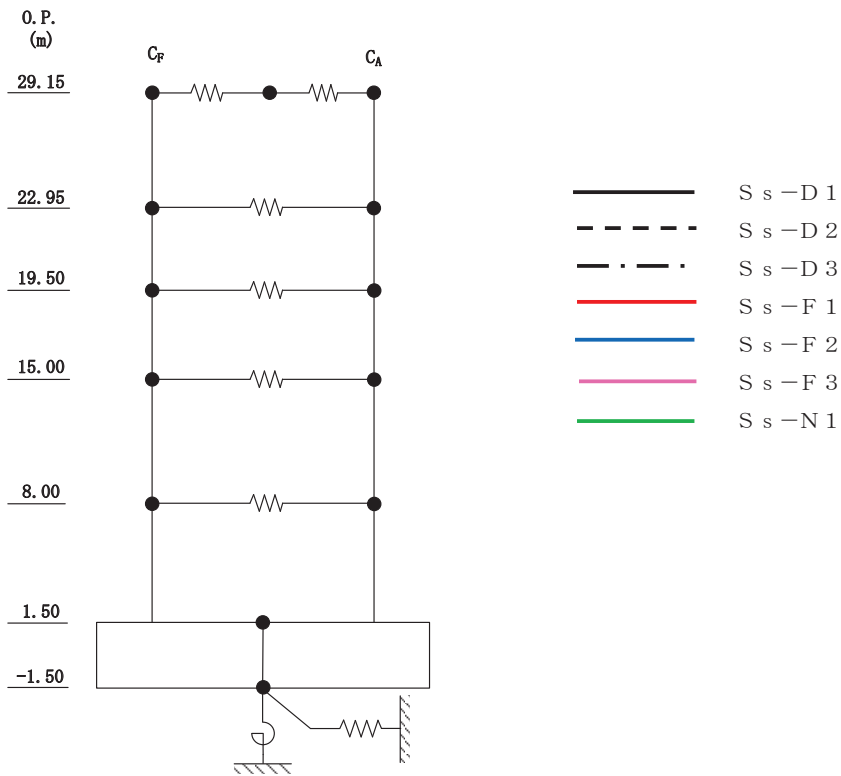 O.P.
(m)
C_F
C_A
29.15
22.95
19.50
15.00
8.00
1.50
-1.50
Ｓｓ－Ｄ１
Ｓｓ－Ｄ２
Ｓｓ－Ｄ３
Ｓｓ－Ｆ１
Ｓｓ－Ｆ２
Ｓｓ－Ｆ３
Ｓｓ－Ｎ１